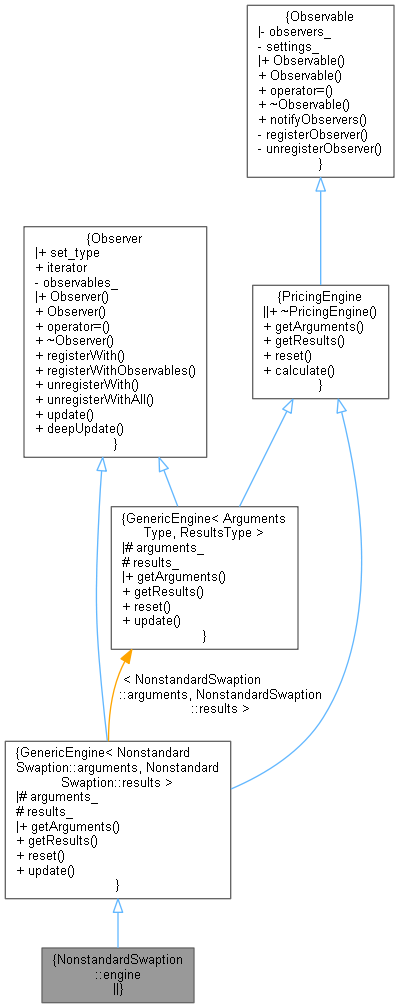 {Observable
|- observers_
- settings_
|+ Observable()
+ Observable()
+ operator=()
+ ~Observable()
+ notifyObservers()
- registerObserver()
- unregisterObserver()
}
{Observer
|+ set_type
+ iterator
- observables_
|+ Observer()
+ Observer()
+ operator=()
+ ~Observer()
+ registerWith()
+ registerWithObservables()
+ unregisterWith()
+ unregisterWithAll()
+ update()
+ deepUpdate()
}
{PricingEngine
||+ ~PricingEngine()
+ getArguments()
+ getResults()
+ reset()
+ calculate()
}
{GenericEngine< Arguments
Type, ResultsType >
|# arguments_
# results_
|+ getArguments()
+ getResults()
+ reset()
+ update()
}
< NonstandardSwaption
::arguments, NonstandardSwaption
::results >
{GenericEngine< Nonstandard
Swaption::arguments, Nonstandard
Swaption::results >
|# arguments_
# results_
|+ getArguments()
+ getResults()
+ reset()
+ update()
}
{NonstandardSwaption
::engine
||}